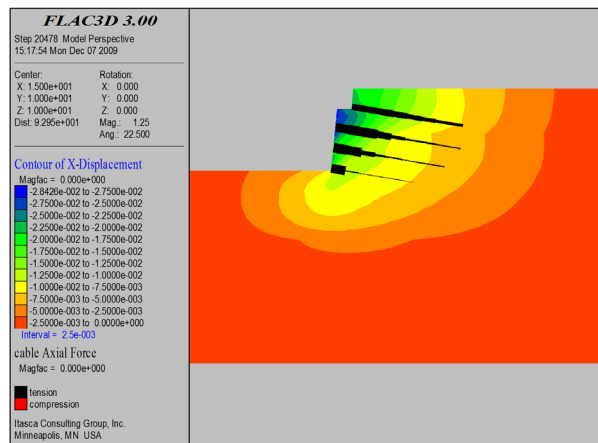 FLAC3D 3.00
Step 20478 Model Perspective
15:17:54 Mon Dec 07 2009
Center: Rotation:
X: 1.500e+001 X: 0.000
Y: 1.000e+001 Y: 0.000
Z: 1.000e+001 Z: 0.000
Dist: 9.295e+001 Mag.: 1.25
Ang.: 22.500
Contour of X-Displacement
Magfac = 0.000e+000
-2.8426e-002 to -2.7500e-002
-2.7500e-002 to -2.5000e-002
-2.5000e-002 to -2.2500e-002
-2.2500e-002 to -2.0000e-002
-2.0000e-002 to -1.7500e-002
-1.7500e-002 to -1.5000e-002
-1.5000e-002 to -1.2500e-002
-1.2500e-002 to -1.0000e-002
-1.0000e-002 to -7.5000e-003
-7.5000e-003 to -5.0000e-003
-5.0000e-003 to -2.5000e-003
-2.5000e-003 to 0.0000e+000
Interval = 2.5e-003
cable Axial Force
Magfac = 0.000e+000
tension
compression
Itasca Consulting Group, Inc.
Minneapolis, MN USA